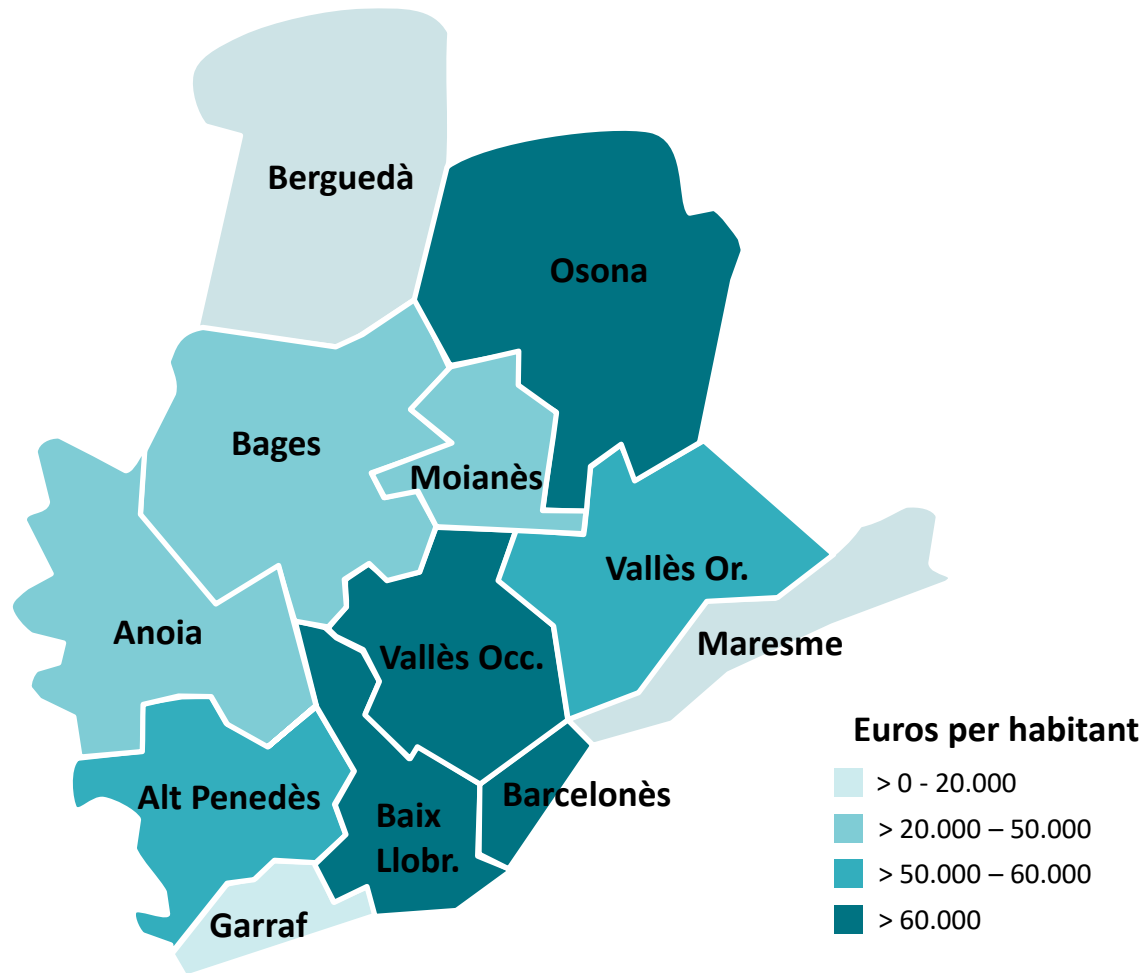 Berguedà
Osona
Bages
Moianès
Vallès Or.
Anoia
Maresme
Vallès Occ.
Euros per habitant
> 0 - 20.000
Alt Penedès
Barcelonès
Baix
Llobr.
> 20.000 – 50.000
> 50.000 – 60.000
Garraf
> 60.000